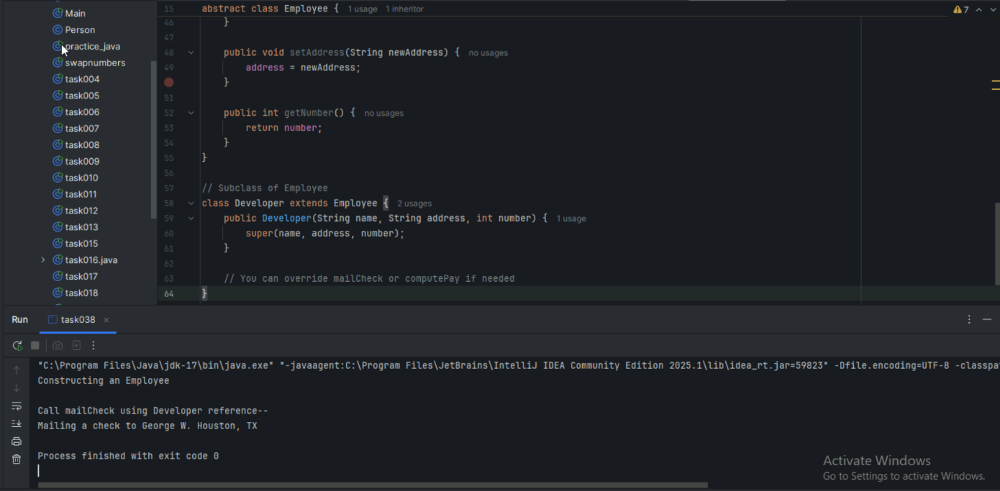 Main
Person
practice_java
swapnumbers
task004
task005
task006
task007
task008
task009
task010
task011
task012
task013
task015
task016.java
task017
task018
15 abstract class Employee { 1 usage 1 inheritor
7
46 }
47
48 public void setAddress(String newAddress) { no usages
49 address = newAddress;
}
51
52 public int getNumber() { no usages
53 return number;
54 }
55 }
56
57 // Subclass of Employee
58 class Developer extends Employee { 2 usages
59 public Developer(String name, String address, int number) { 1 usage
60 super(name, address, number);
61 }
62
63 // You can override mailCheck or computePay if needed
64 }
Run task038
"C:\Program Files\Java\jdk-17\bin\java.exe" "-javaagent:C:\Program Files\JetBrains\IntelliJ IDEA Community Edition 2025.1\lib\idea_rt.jar=59823" -Dfile.encoding=UTF-8 -classpa
Constructing an Employee
Call mailCheck using Developer reference--
Mailing a check to George W. Houston, TX
Process finished with exit code 0
Activate Windows
Go to Settings to activate Windows.